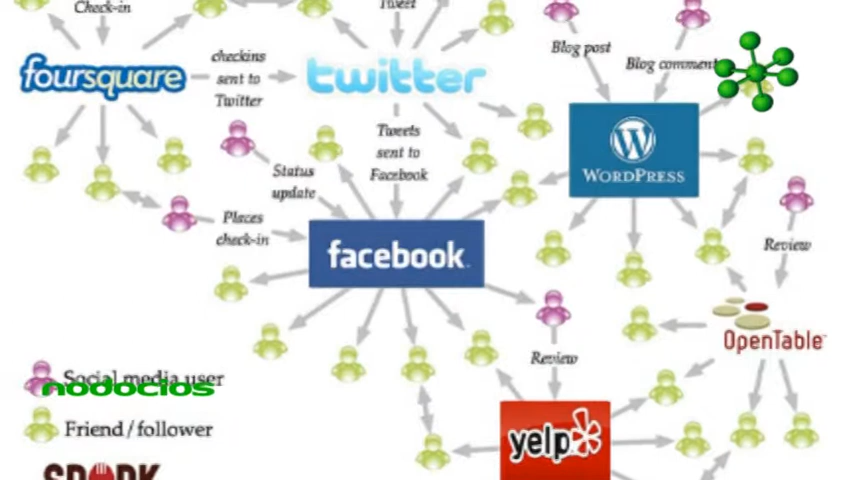 Check-in
Tweet
foursquare
checkins
sent to
Twitter
twitter
Blog post
Blog comment
WORDPRESS
Tweets
sent to
Facebook
Status
update
Places
check-in
facebook
Review
OpenTable
Review
yelp
Social media user
nodocios
Friend/follower
SPORK